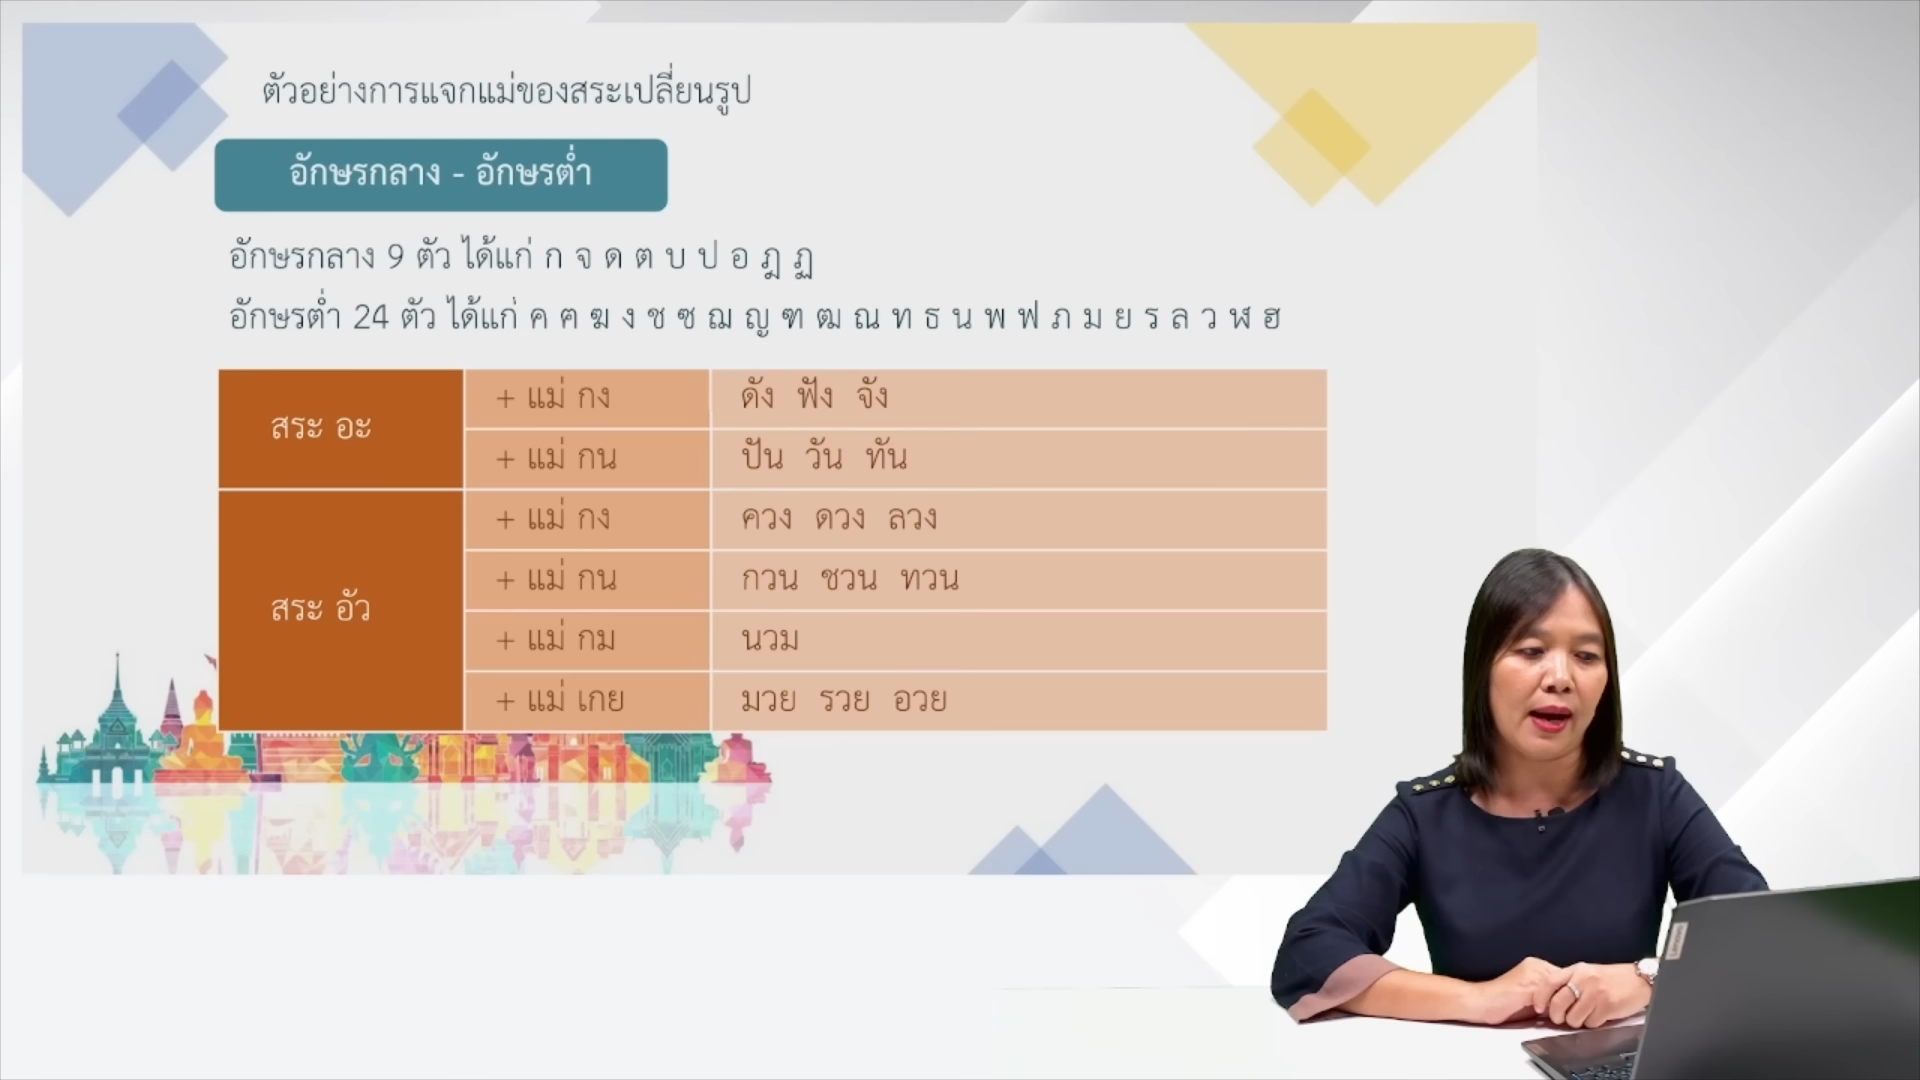 ตัวอย่างการแจกแม่ของสระเปลี่ยนรูป
อักษรกลาง - อักษรต่ำ
อักษรกลาง 9 ตัว ได้แก่ ก จ ด ต บ ป อ ฎ ฏ
อักษรต่ำ 24 ตัว ได้แก่ ค ฅ ฆ ง ช ซ ฌ ญ ฑ ฒ ณ ท ธ น พ ฟ ภ ม ย ร ล ว ฬ ฮ
สระ อะ
+ แม่ กง ดัง ฟัง จัง
+ แม่ กน ปัน วัน ทัน
สระ อัว
+ แม่ กง ควง ดวง ลวง
+ แม่ กน กวน ชวน ทวน
+ แม่ กม นวม
+ แม่ เกย มวย รวย อวย
Lenovo